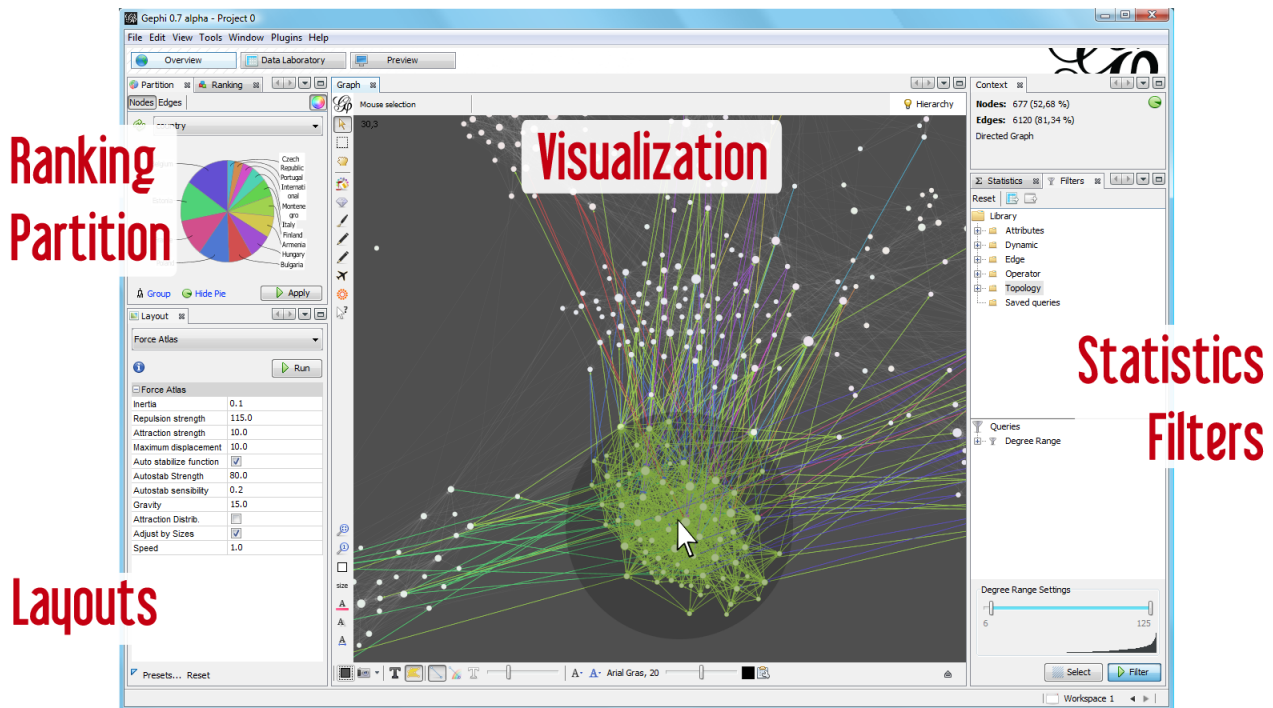 Gephi 0.7 alpha - Project 0
File Edit View Tools Window Plugins Help
Overview
Data Laboratory
Preview
Partition
Ranking
Nodes Edges
country
Czech
Republic
Portugal
Internati
onal
Montene
gro
Italy
Finland
Armenia
Hungary
Bulgaria
Group
Hide Pie
Apply
Ranking
Partition
Layout
Force Atlas
Run
Force Atlas
Inertia 0.1
Repulsion strength 115.0
Attraction strength 10.0
Maximum displacement 10.0
Auto stabilize function
Autostab Strength 80.0
Autostab sensibility 0.2
Gravity 15.0
Attraction Distrib.
Adjust by Sizes
Speed 1.0
Layouts
Presets... Reset
Graph
Mouse selection
Hierarchy
30,3
Visualization
size
A
A
A
T
T
A- A- Arial Gras, 20
Context
Nodes: 677 (52,68 %)
Edges: 6120 (81,34 %)
Directed Graph
Σ Statistics
Filters
Reset
Library
Attributes
Dynamic
Edge
Operator
Topology
Saved queries
Statistics
Filters
Queries
Degree Range
Degree Range Settings
6 125
Select
Filter
Workspace 1